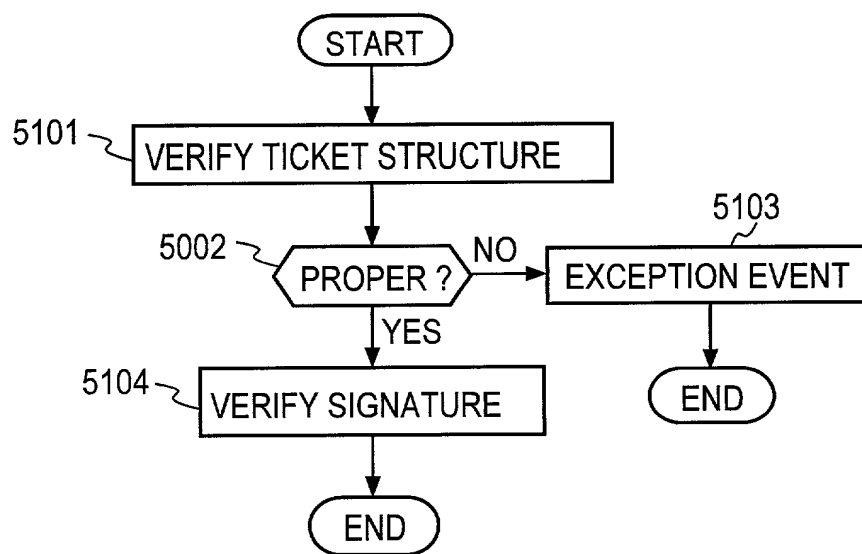 START
5101
VERIFY TICKET STRUCTURE
5002
PROPER ?
NO
5103
EXCEPTION EVENT
YES
END
5104
VERIFY SIGNATURE
END